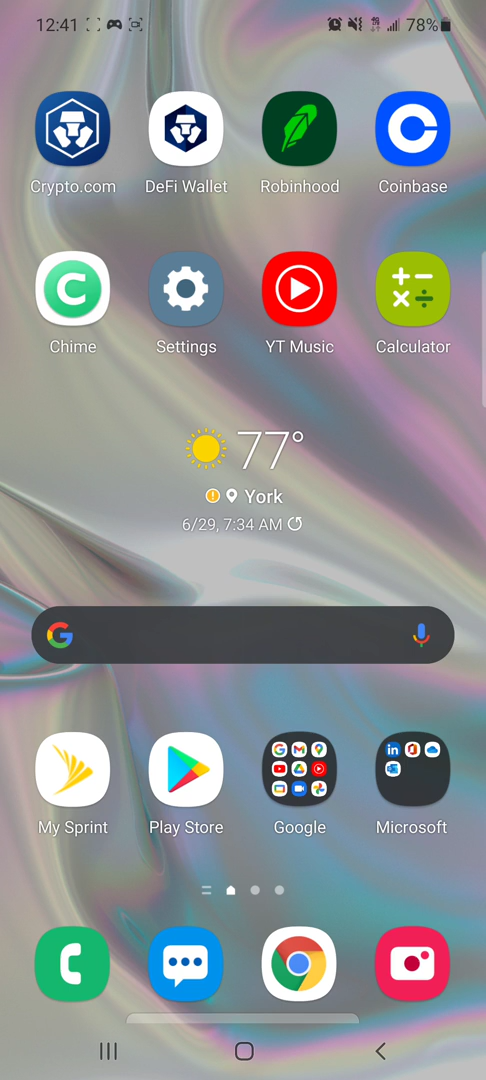 12:41 78%
Crypto.com DeFi Wallet Robinhood Coinbase
Chime Settings YT Music Calculator
77°
York
6/29, 7:34 AM
My Sprint Play Store Google Microsoft